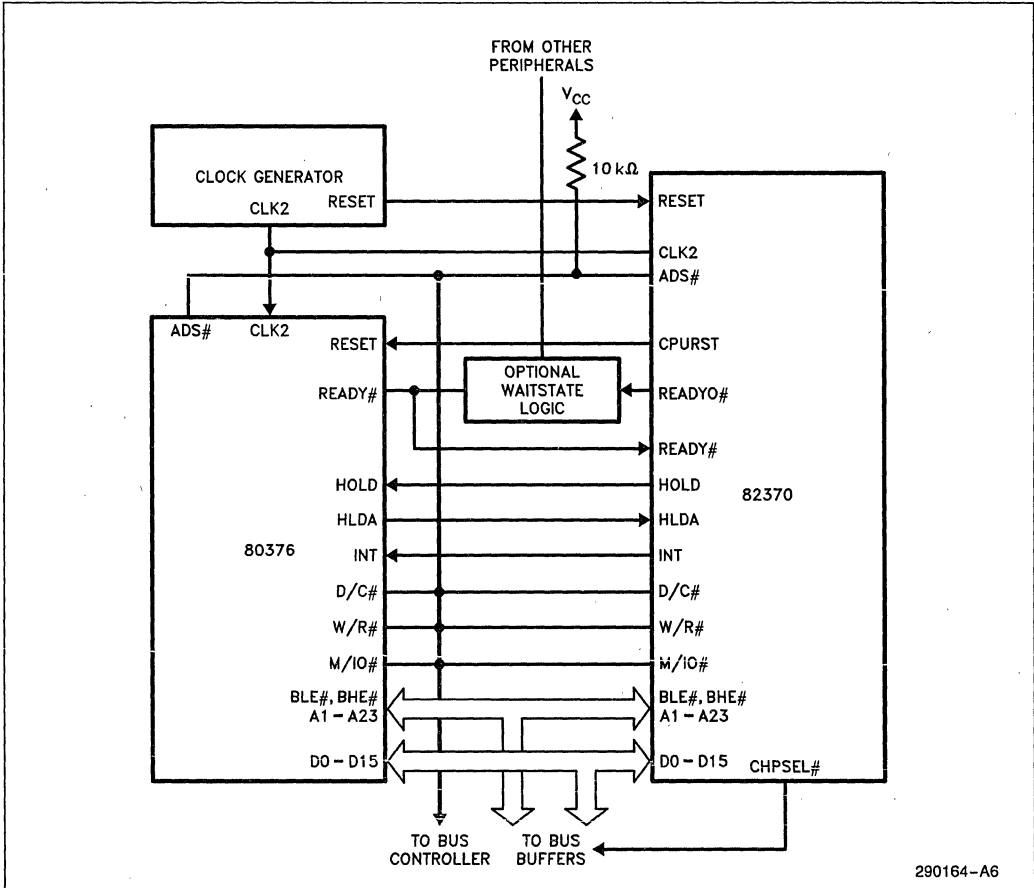 FROM OTHER
PERIPHERALS
VCC
10 kΩ
CLOCK GENERATOR
RESET
CLK2
RESET
CLK2
ADS#
ADS#
CLK2
RESET
CPURST
OPTIONAL
WAITSTATE
LOGIC
READY#
READYO#
READY#
HOLD
HOLD
82370
HLDA
HLDA
80376
INT
INT
D/C#
D/C#
W/R#
W/R#
M/IO#
M/IO#
BLE#, BHE#
A1 – A23
BLE#, BHE#
A1 – A23
D0 – D15
D0 – D15
CHPSEL#
TO BUS
CONTROLLER
TO BUS
BUFFERS
290164–A6